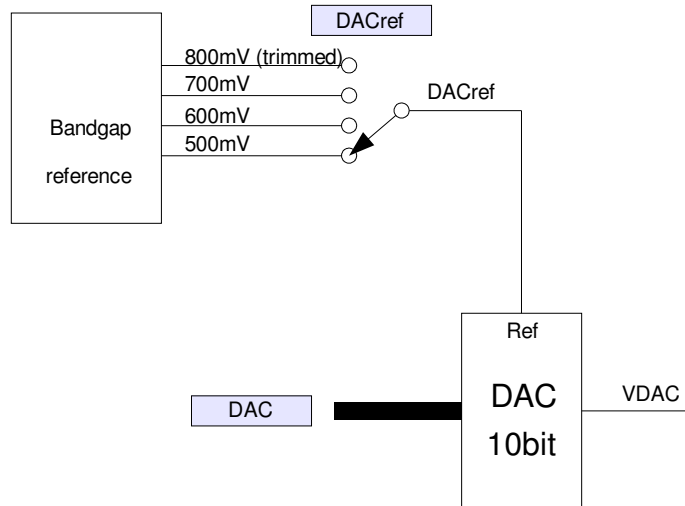 DACref
800mV (trimmed)
700mV
600mV
500mV
Bandgap
reference
DACref
Ref
DAC
10bit
DAC
VDAC